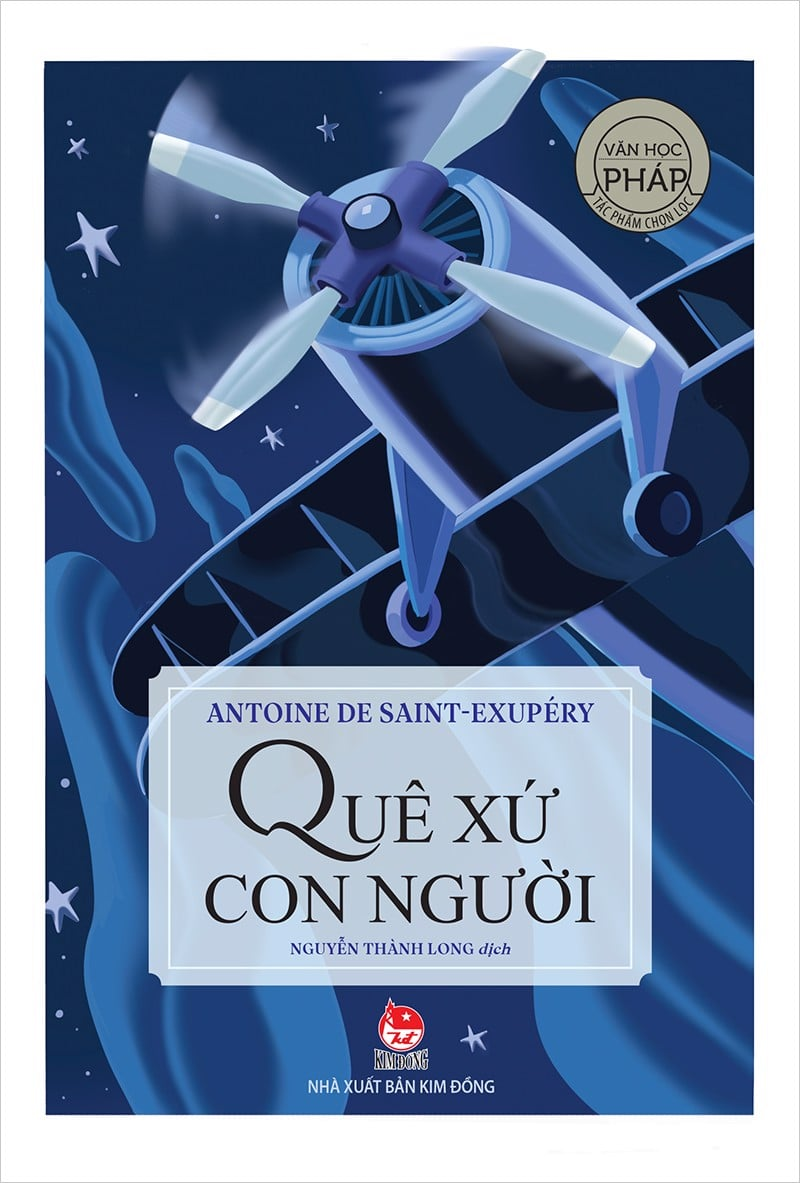 VĂN HỌC
PHÁP
TÁC PHẨM CHỌN LỌC
ANTOINE DE SAINT-EXUPÉRY
QUÊ XỨ
CON NGƯỜI
NGUYỄN THÀNH LONG dịch
KIM ĐỒNG
NHÀ XUẤT BẢN KIM ĐỒNG